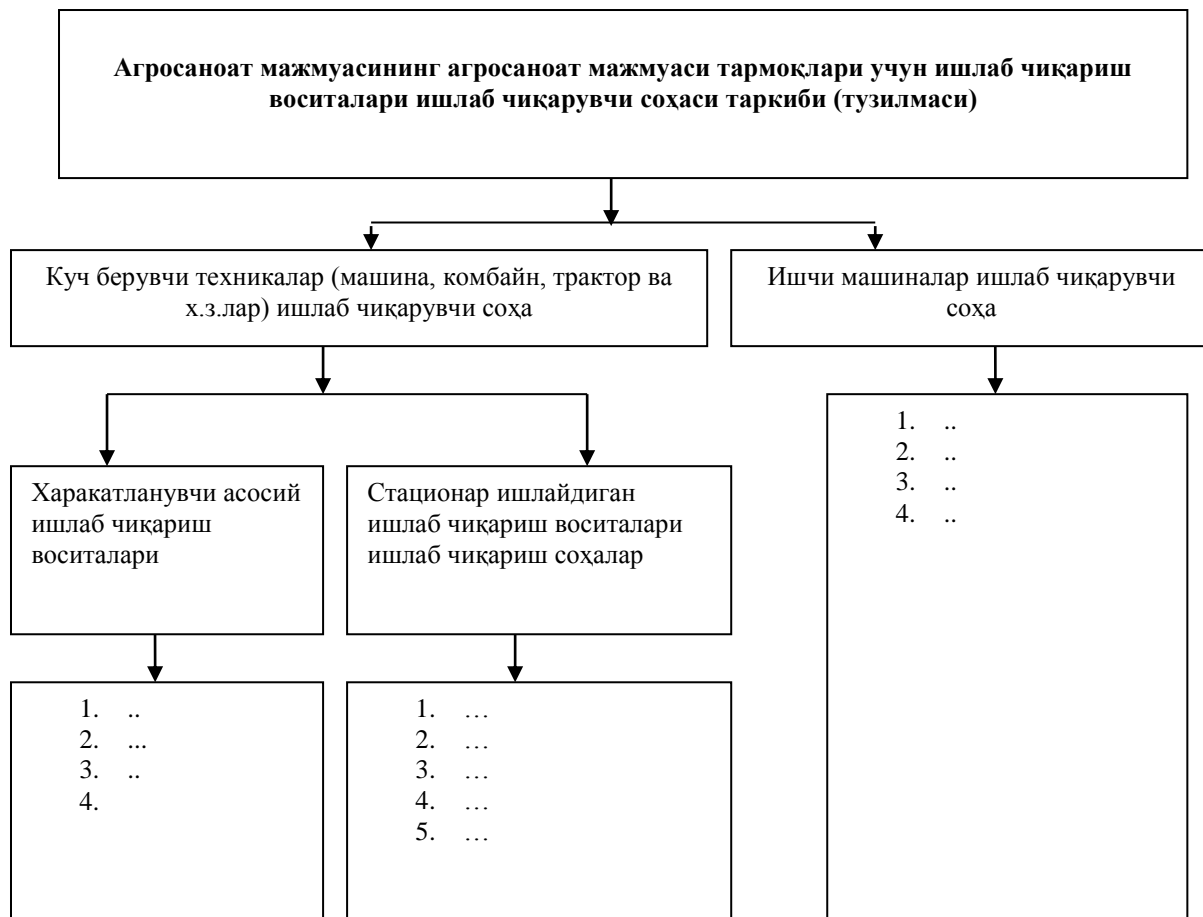 Агросаноат мажмуасининг агросаноат мажмуаси тармоқлари учун ишлаб чиқариш
воситалари ишлаб чиқарувчи соҳаси таркиби (тузилмаси)
Куч берувчи техникалар (машина, комбайн, трактор ва
х.з.лар) ишлаб чиқарувчи соҳа
Ишчи машиналар ишлаб чиқарувчи
соҳа
Харакатланувчи асосий
ишлаб чиқариш
воситалари
Стационар ишлайдиган
ишлаб чиқариш воситалари
ишлаб чиқариш соҳалар
1. ..
2. ..
3. ..
4. ..
1. ..
2. ...
3. ..
4.
1. …
2. …
3. …
4. …
5. …